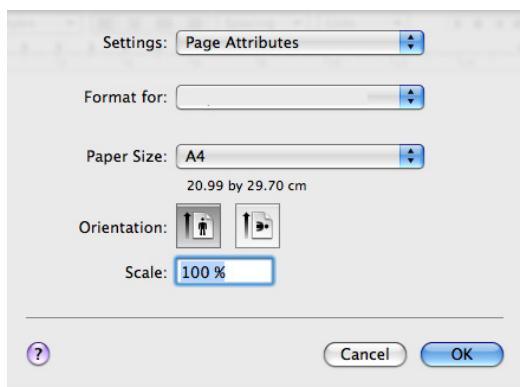 Settings: Page Attributes
Format for:
Paper Size: A4
20.99 by 29.70 cm
Orientation:
Scale: 100 %
? Cancel OK